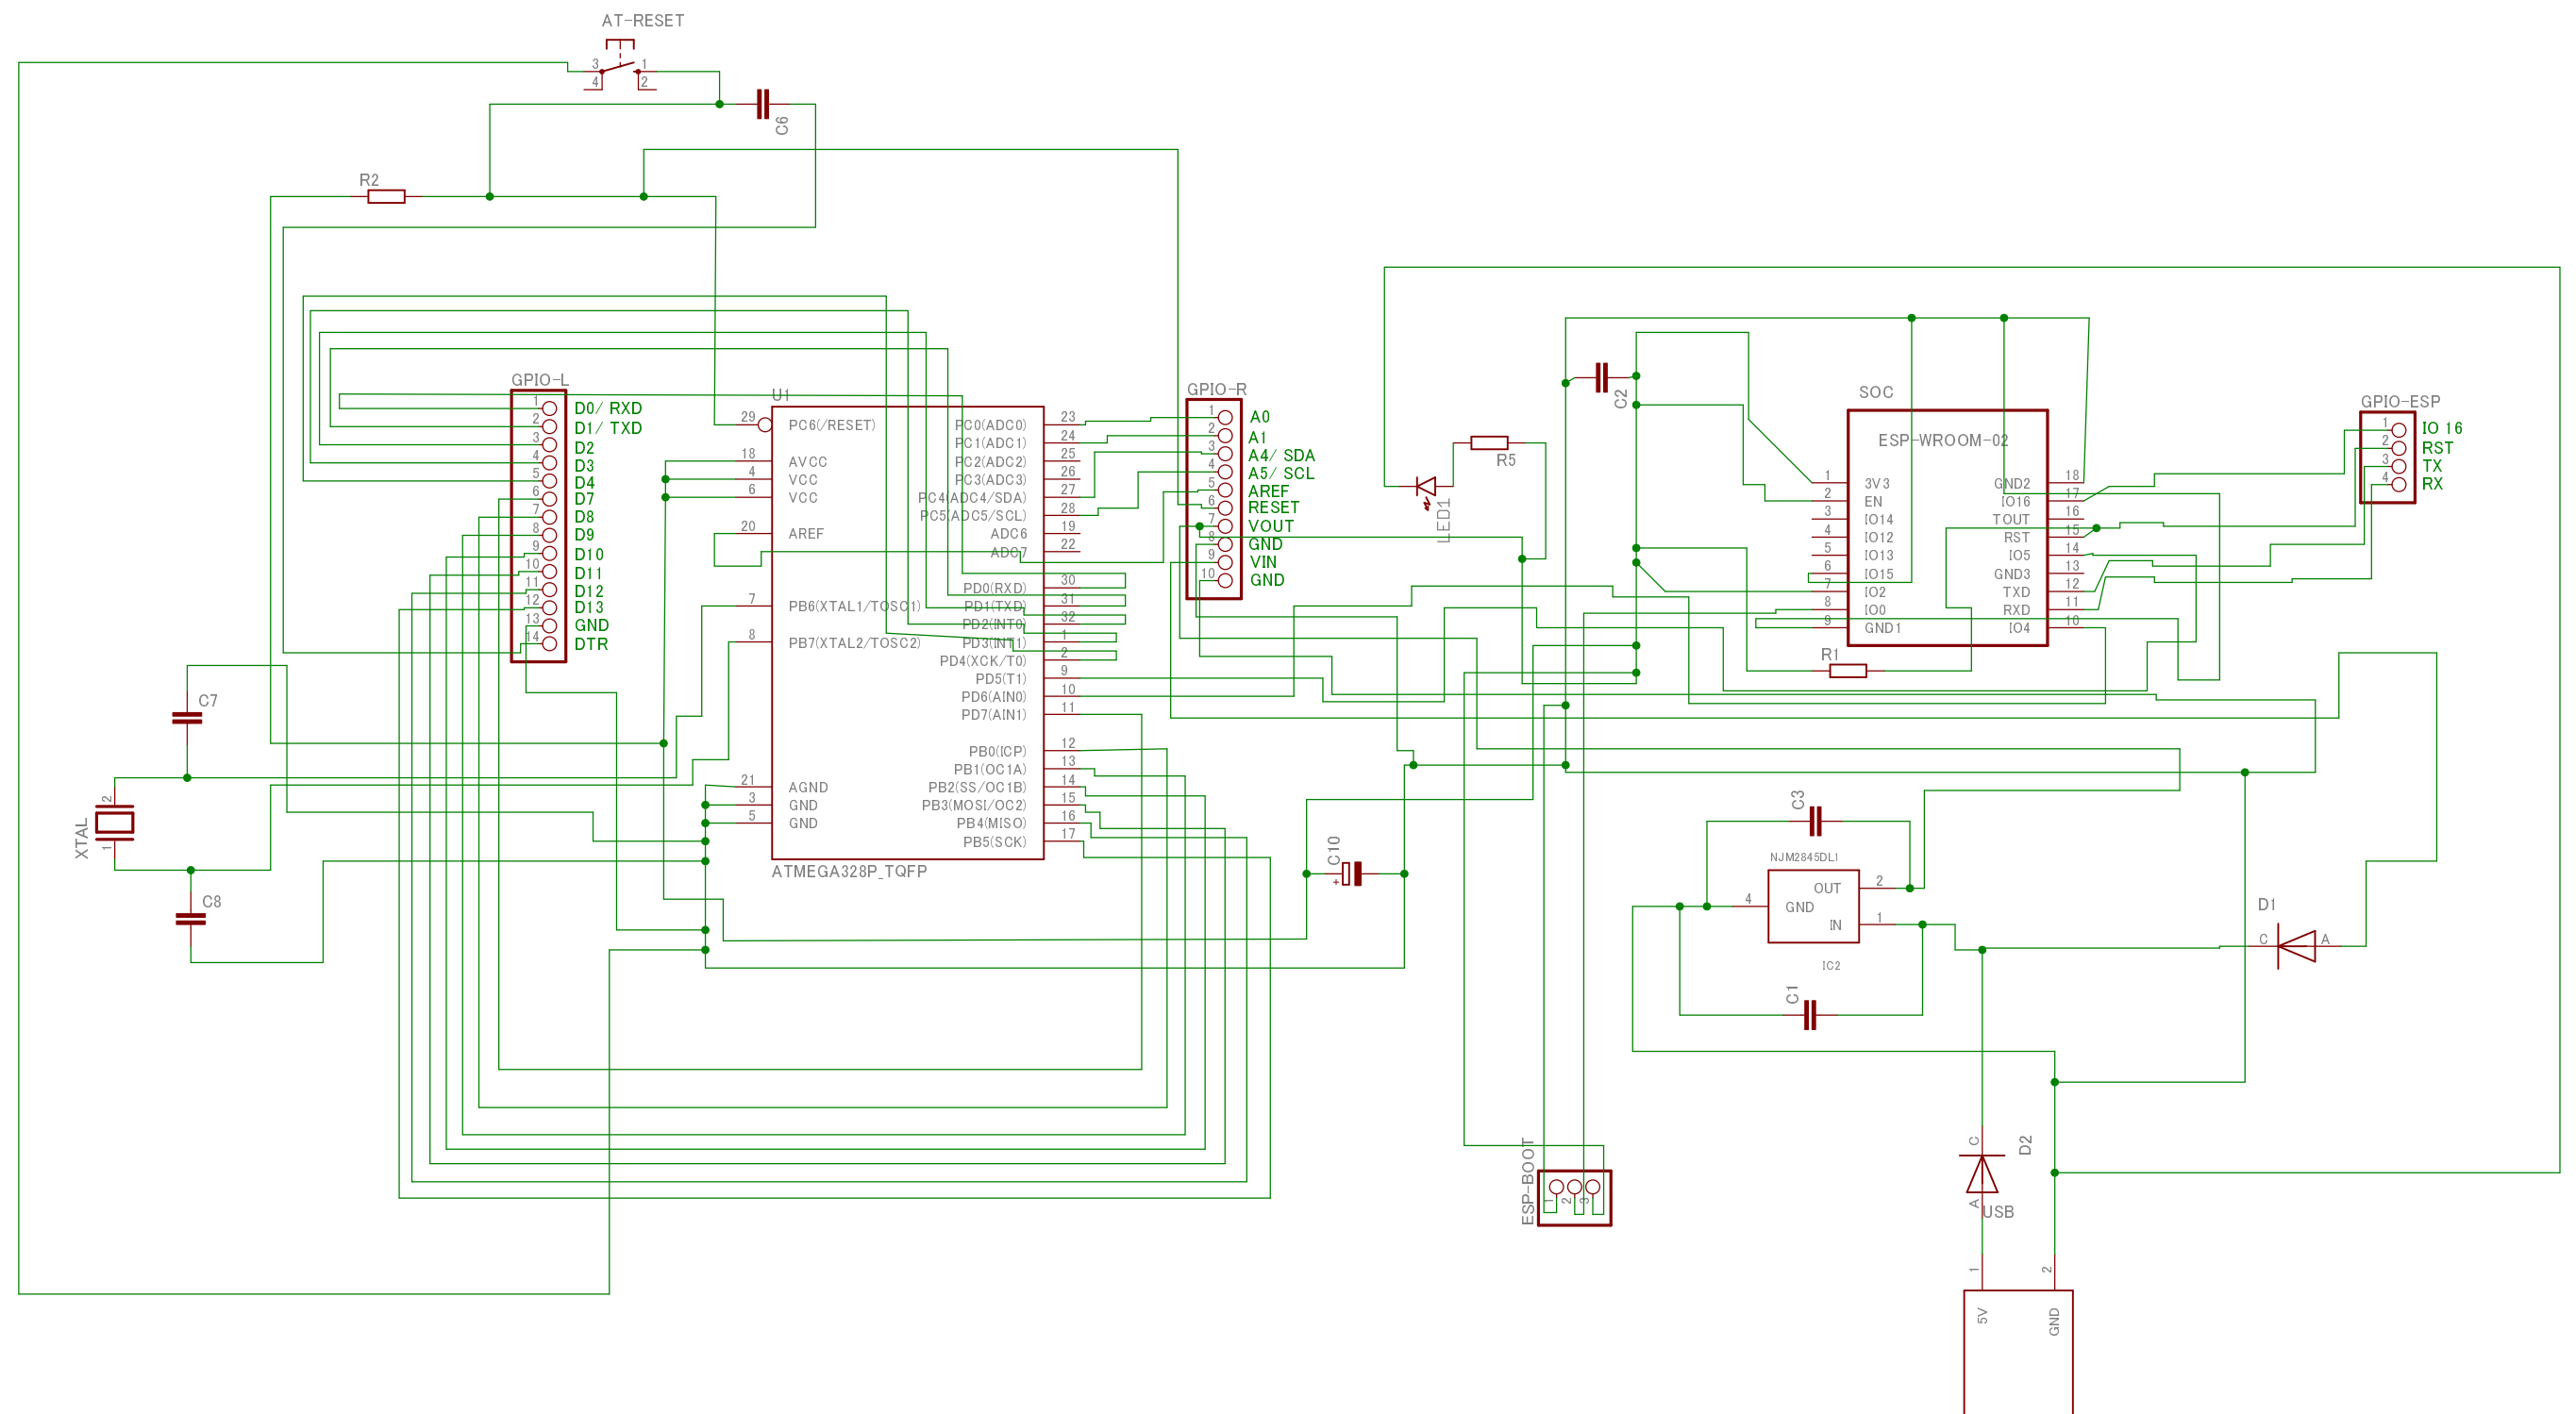 AT-RESET
3
1
4
2
C6
R2
GPIO-L
1
D0/ RXD
2
D1/ TXD
3
D2
4
D3
5
D4
6
D7
7
D8
8
D9
9
D10
10
D11
11
D12
12
D13
13
GND
14
DTR
U1
29
PC6(/RESET)
18
AVCC
4
VCC
6
VCC
20
AREF
7
PB6(XTAL1/TOSC1)
8
PB7(XTAL2/TOSC2)
21
AGND
3
GND
5
GND
PC0(ADC0)
23
PC1(ADC1)
24
PC2(ADC2)
25
PC3(ADC3)
26
PC4(ADC4/SDA)
27
PC5(ADC5/SCL)
28
ADC6
19
ADC7
22
PD0(RXD)
30
PD1(TXD)
31
PD2(INT0)
32
PD3(INT1)
1
PD4(XCK/T0)
2
PD5(T1)
9
PD6(AIN0)
10
PD7(AIN1)
11
PB0(ICP)
12
PB1(OC1A)
13
PB2(SS/OC1B)
14
PB3(MOSI/OC2)
15
PB4(MISO)
16
PB5(SCK)
17
ATMEGA328P_TQFP
C7
XTAL
2
1
C8
GPIO-R
1
A0
2
A1
3
A4/ SDA
4
A5/ SCL
5
AREF
6
RESET
7
VOUT
8
GND
9
VIN
10
GND
LED1
R5
C2
SOC
ESP-WROOM-02
1
3V3
2
EN
3
IO14
4
IO12
5
IO13
6
IO15
7
IO2
8
IO0
9
GND1
GND2
18
IO16
17
TOUT
16
RST
15
IO5
14
GND3
13
TXD
12
RXD
11
IO4
10
R1
GPIO-ESP
1
IO 16
2
RST
3
TX
4
RX
C10
+
C3
NJM2845DL1
OUT
2
4
GND
IN
1
IC2
C1
D1
C
A
ESP-BOOT
1
2
3
C
D2
A
USB
1
2
5V
GND